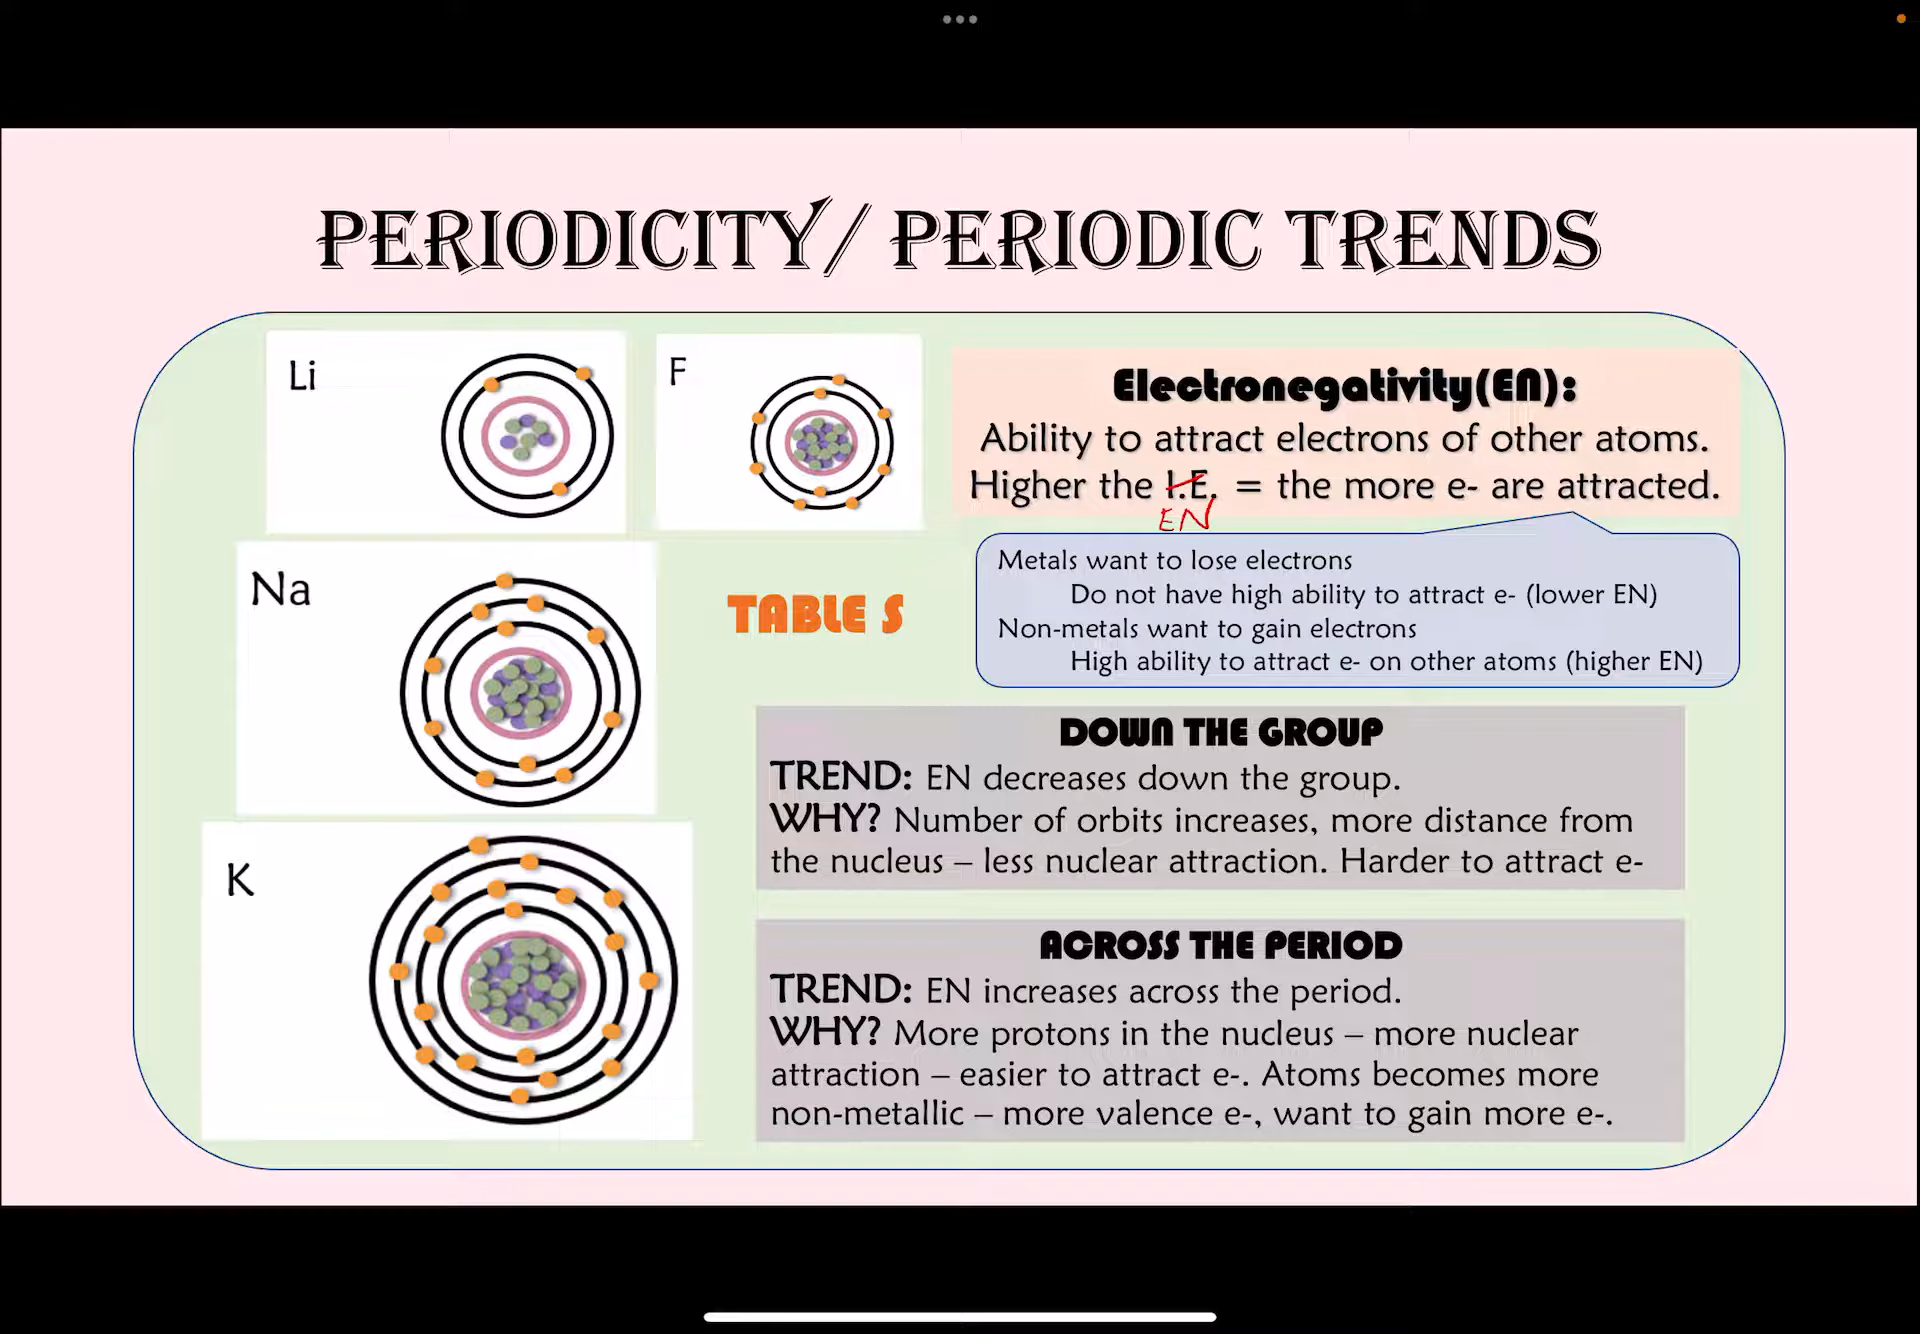 PERIODICITY/ PERIODIC TRENDS
Li
F
Electronegativity(EN):
Ability to attract electrons of other atoms.
Higher the I.E. = the more e- are attracted.
EN
Metals want to lose electrons
Do not have high ability to attract e- (lower EN)
Non-metals want to gain electrons
High ability to attract e- on other atoms (higher EN)
Na
TABLE S
DOWN THE GROUP
TREND: EN decreases down the group.
WHY? Number of orbits increases, more distance from
the nucleus – less nuclear attraction. Harder to attract e-
K
ACROSS THE PERIOD
TREND: EN increases across the period.
WHY? More protons in the nucleus – more nuclear
attraction – easier to attract e-. Atoms becomes more
non-metallic – more valence e-, want to gain more e-.